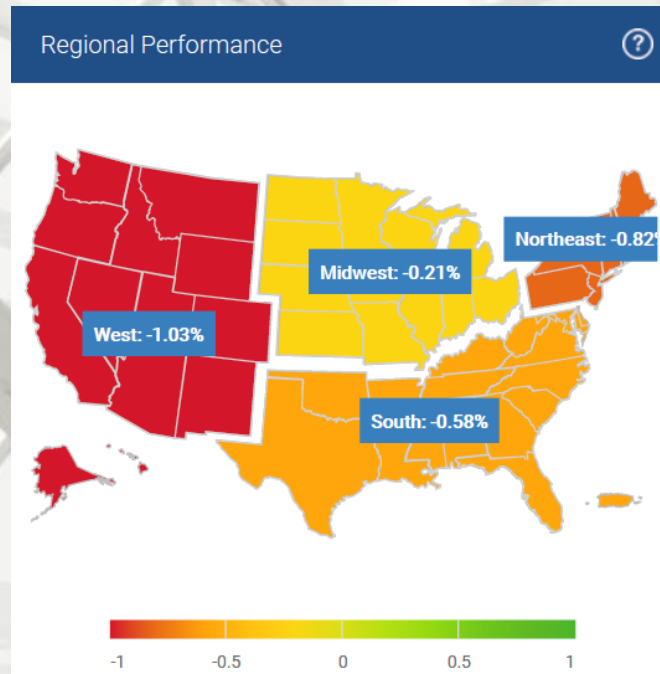 Regional Performance
?
Northeast: -0.82%
Midwest: -0.21%
West: -1.03%
South: -0.58%
-1 -0.5 0 0.5 1